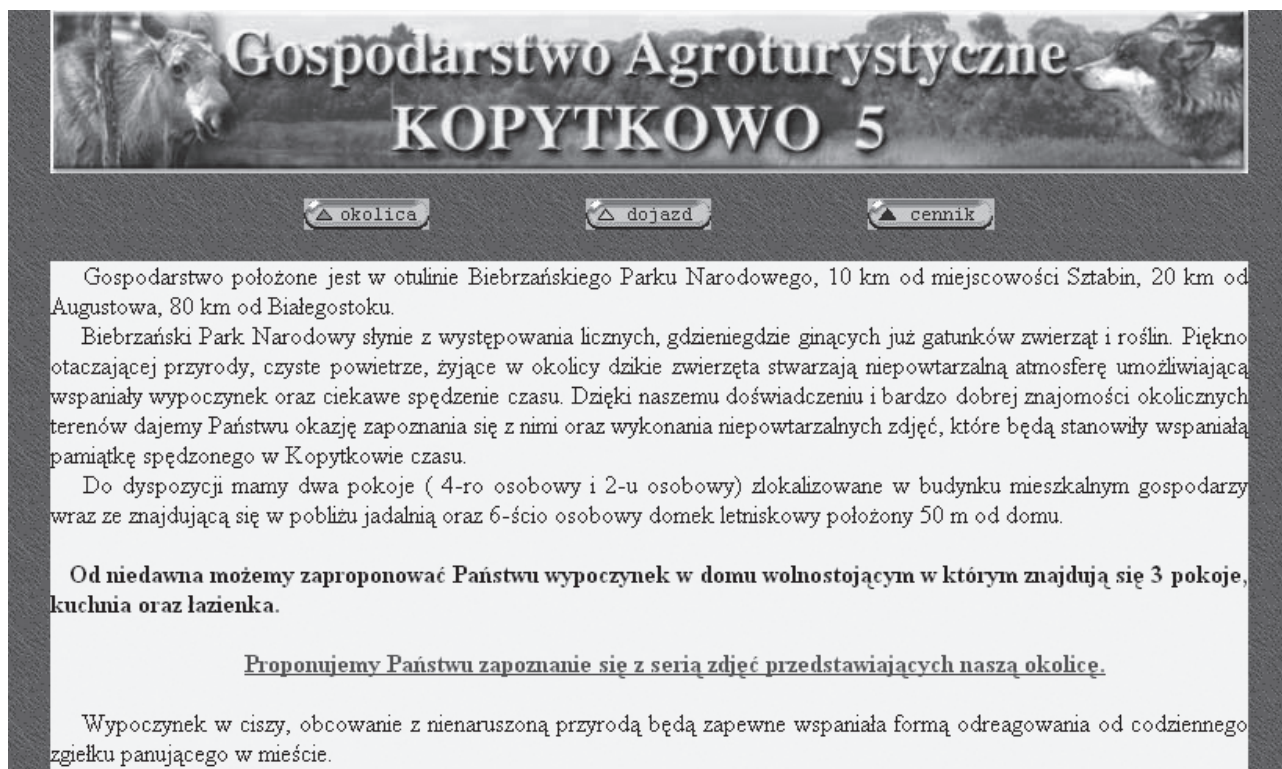 Gospodarstwo Agroturystyczne
KOPYTKOWO 5
okolica dojazd cennik
Gospodarstwo położone jest w otulinie Biebrzańskiego Parku Narodowego, 10 km od miejscowości Sztabin, 20 km od
Augustowa, 80 km od Białegostoku.
Biebrzański Park Narodowy słynie z występowania licznych, gdzieniegdzie ginących już gatunków zwierząt i roślin. Piękno
otaczającej przyrody, czyste powietrze, żyjące w okolicy dzikie zwierzęta stwarzają niepowtarzalną atmosferę umożliwiającą
wspaniały wypoczynek oraz ciekawe spędzenie czasu. Dzięki naszemu doświadczeniu i bardzo dobrej znajomości okolicznych
terenów dajemy Państwu okazję zapoznania się z nimi oraz wykonania niepowtarzalnych zdjęć, które będą stanowiły wspaniałą
pamiątkę spędzonego w Kopytkowie czasu.
Do dyspozycji mamy dwa pokoje ( 4-ro osobowy i 2-u osobowy) zlokalizowane w budynku mieszkalnym gospodarzy
wraz ze znajdującą się w pobliżu jadalnią oraz 6-ścio osobowy domek letniskowy położony 50 m od domu.
Od niedawna możemy zaproponować Państwu wypoczynek w domu wolnostojącym w którym znajdują się 3 pokoje,
kuchnia oraz łazienka.
Proponujemy Państwu zapoznanie się z serią zdjęć przedstawiających naszą okolicę.
Wypoczynek w ciszy, obcowanie z nienaruszoną przyrodą będą zapewne wspaniała formą odreagowania od codziennego
zgiełku panującego w mieście.